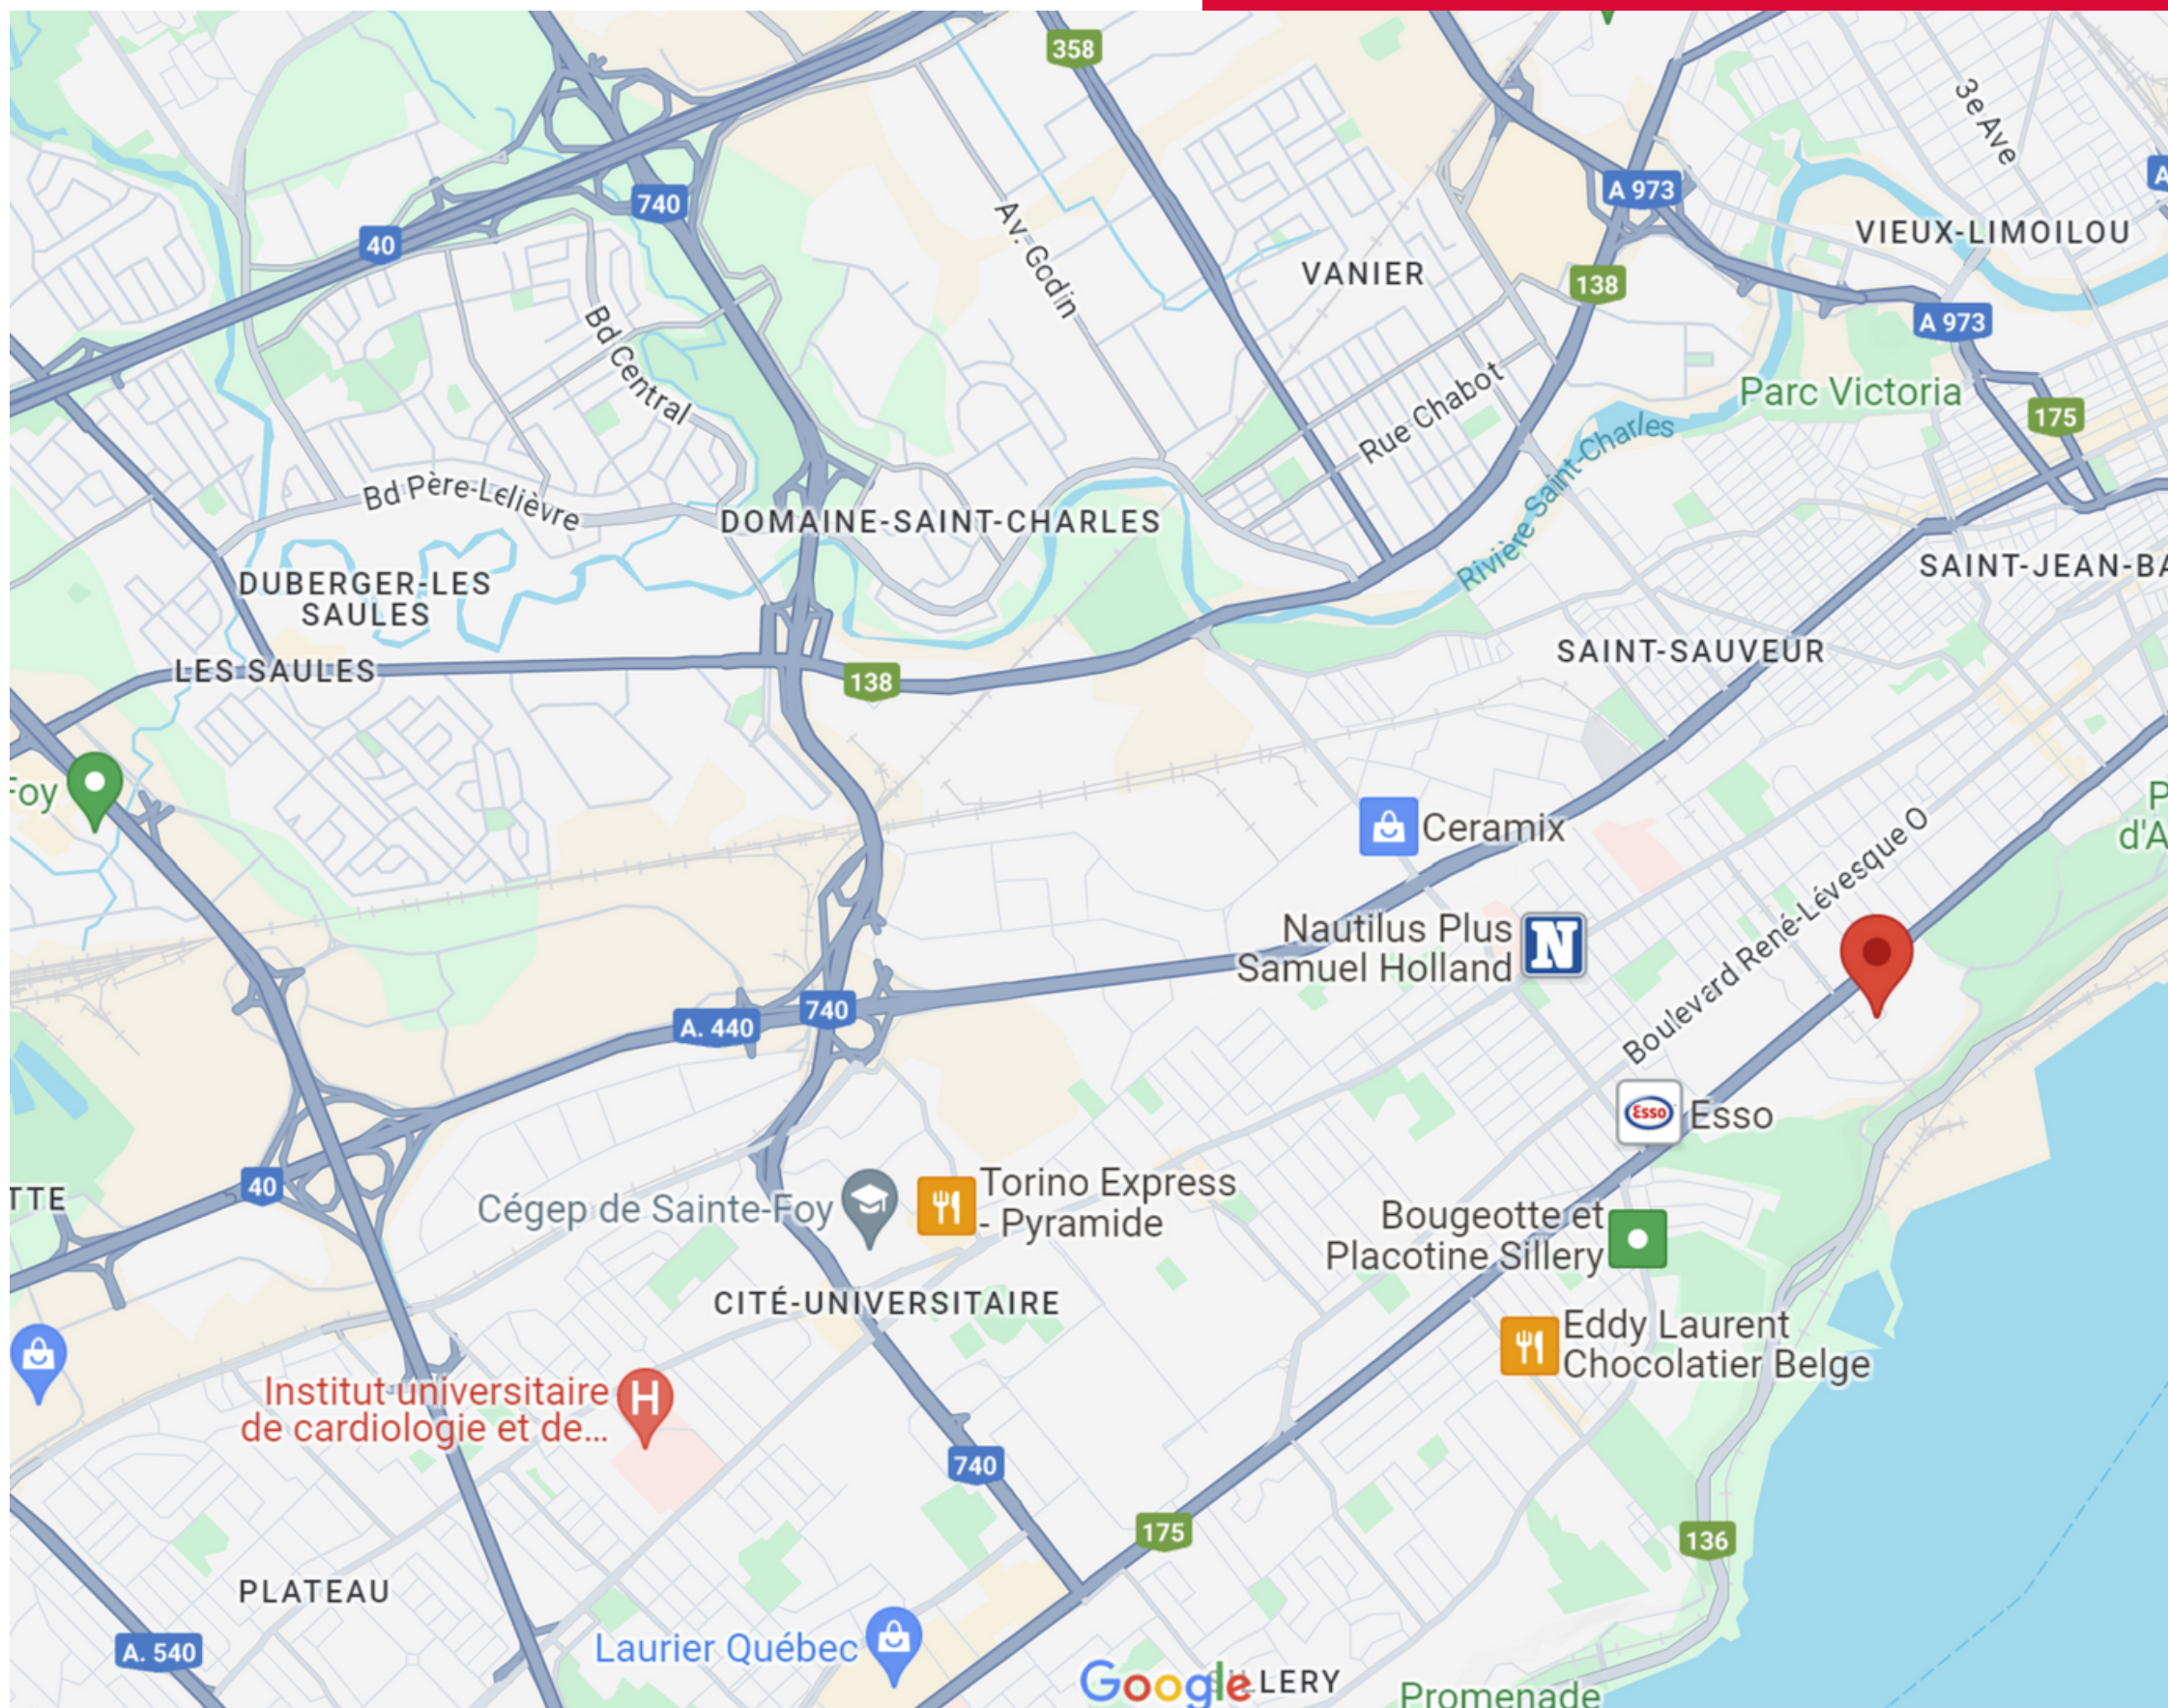 358
3e Ave
A 973
740
40
Av. Godin
VIEUX-LIMOILOU
VANIER
138
A 973
Bd Central
Parc Victoria
Rue Chabot
175
Rivière Saint-Charles
Bd Père-Lelièvre
DOMAINE-SAINT-CHARLES
SAINT-JEAN-BA
DUBERGER-LES
SAULES
SAINT-SAUVEUR
LES SAULES
138
Foy
P
d'A
Ceramix
Boulevard René-Lévesque O
Nautilus Plus
Samuel Holland
N
740
A. 440
Esso
Esso
40
TTE
Cégep de Sainte-Foy
Torino Express
- Pyramide
Bougeotte et
Placotine Sillery
CITÉ-UNIVERSITAIRE
Eddy Laurent
Chocolatier Belge
Institut universitaire
de cardiologie et de...
H
740
175
136
PLATEAU
A. 540
Laurier Québec
Google
LLERY
Promenade